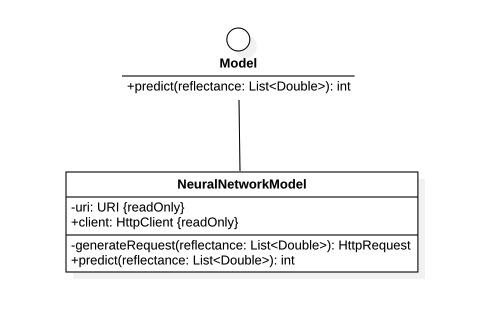 Model
+predict(reflectance: List<Double>): int
NeuralNetworkModel
-uri: URI {readOnly}
+client: HttpClient {readOnly}
-generateRequest(reflectance: List<Double>): HttpRequest
+predict(reflectance: List<Double>): int